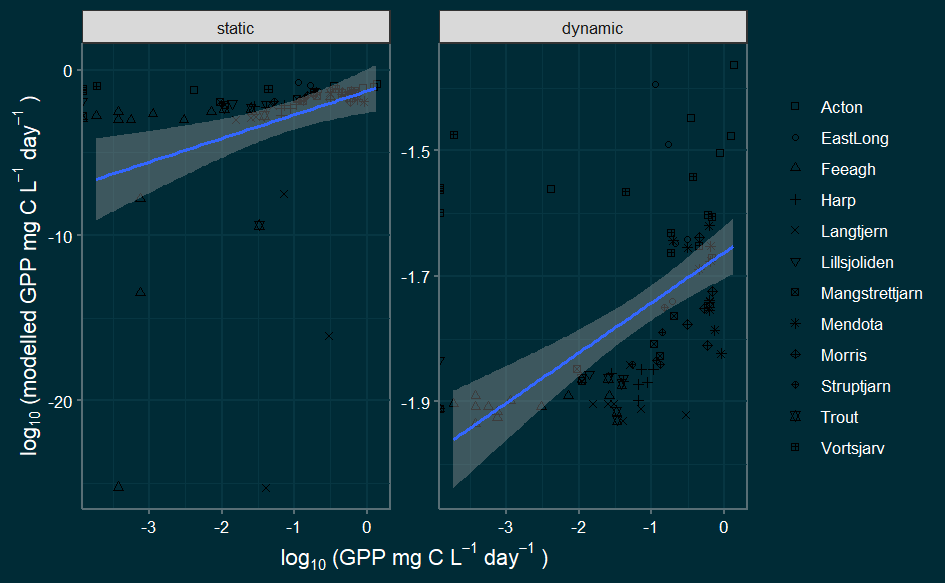 static
dynamic
log10 (modelled GPP mg C L−1 day−1 )
0
-10
-20
-1.5
-1.7
-1.9
-3 -2 -1 0
-3 -2 -1 0
log10 (GPP mg C L−1 day−1 )
Acton
EastLong
Feeagh
Harp
Langtjern
Lillsjoliden
Mangstrettjarn
Mendota
Morris
Struptjarn
Trout
Vortsjarv